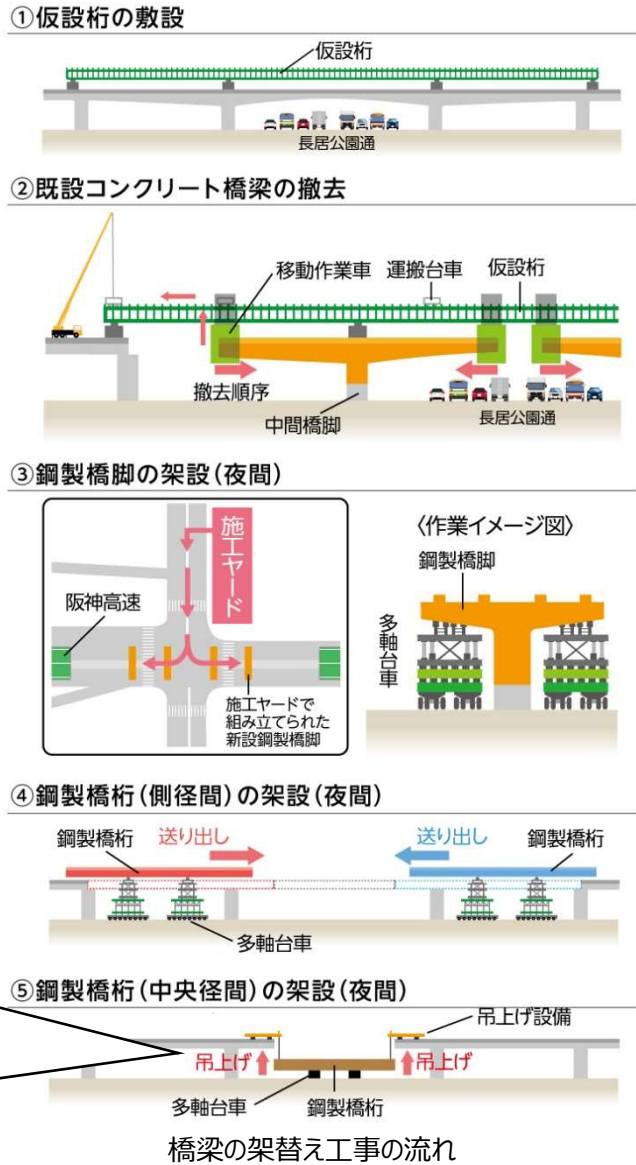 ①仮設桁の敷設
仮設桁
長居公園通
②既設コンクリート橋梁の撤去
移動作業車 運搬台車 仮設桁
撤去順序
中間橋脚
長居公園通
③鋼製橋脚の架設(夜間)
施工ヤード
阪神高速
施工ヤードで
組み立てられた
新設鋼製橋脚
〈作業イメージ図〉
鋼製橋脚
多軸台車
④鋼製橋桁(側径間)の架設(夜間)
鋼製橋桁 送り出し 送り出し 鋼製橋桁
多軸台車
⑤鋼製橋桁(中央径間)の架設(夜間)
吊上げ設備
吊上げ 吊上げ
多軸台車 鋼製橋桁
橋梁の架替え工事の流れ